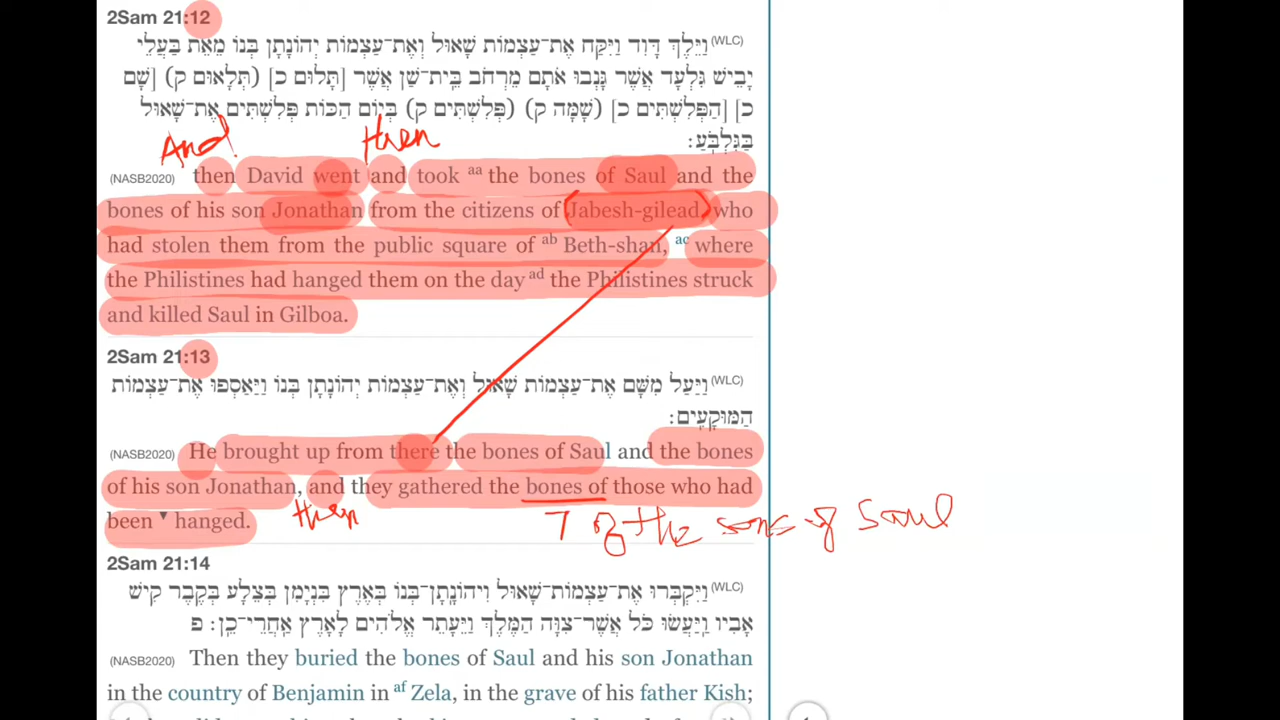 2Sam 21:12
(WLC) וַיֵּלֶךְ דָּוִד וַיִּקַּח אֶת־עַצְמוֹת שָׁאוּל וְאֶת־עַצְמוֹת יְהוֹנָתָן בְּנוֹ מֵאֵת בַּעֲלֵי
יָבֵישׁ גִּלְעָד אֲשֶׁר גָּנְבוּ אֹתָם מֵרְחֹב בֵּית־שַׁן אֲשֶׁר [תְּלוּם כ] (תְּלָאוּם ק) [שָׁם
כ] [הַפְּלִשְׁתִּים כ] (שָׁמָּה ק) (פְּלִשְׁתִּים ק) בְּיוֹם הַכּוֹת פְּלִשְׁתִּים אֶת־שָׁאוּל
בַּגִּלְבֹּעַ׃
And then
(NASB2020) then David went and took aa the bones of Saul and the
bones of his son Jonathan from the citizens of Jabesh-gilead, who
had stolen them from the public square of ab Beth-shan, ac where
the Philistines had hanged them on the day ad the Philistines struck
and killed Saul in Gilboa.
2Sam 21:13
(WLC) וַיַּעַל מִשָּׁם אֶת־עַצְמוֹת שָׁאוּל וְאֶת־עַצְמוֹת יְהוֹנָתָן בְּנוֹ וַיַּאַסְפוּ אֶת־עַצְמוֹת
הַמּוּקָעִים׃
(NASB2020) He brought up from there the bones of Saul and the bones
of his son Jonathan, and they gathered the bones of those who had
been hanged.
then 7 of the sons of Saul
2Sam 21:14
(WLC) וַיִּקְבְּרוּ אֶת־עַצְמוֹת־שָׁאוּל וִיהוֹנָתָן־בְּנוֹ בְּאֶרֶץ בִּנְיָמִן בְּצֵלָע בְּקֶבֶר קִישׁ
אָבִיו וַיַּעֲשׂוּ כֹּל אֲשֶׁר־צִוָּה הַמֶּלֶךְ וַיֵּעָתֵר אֱלֹהִים לָאָרֶץ אַחֲרֵי־כֵן׃ פ
(NASB2020) Then they buried the bones of Saul and his son Jonathan
in the country of Benjamin in af Zela, in the grave of his father Kish;